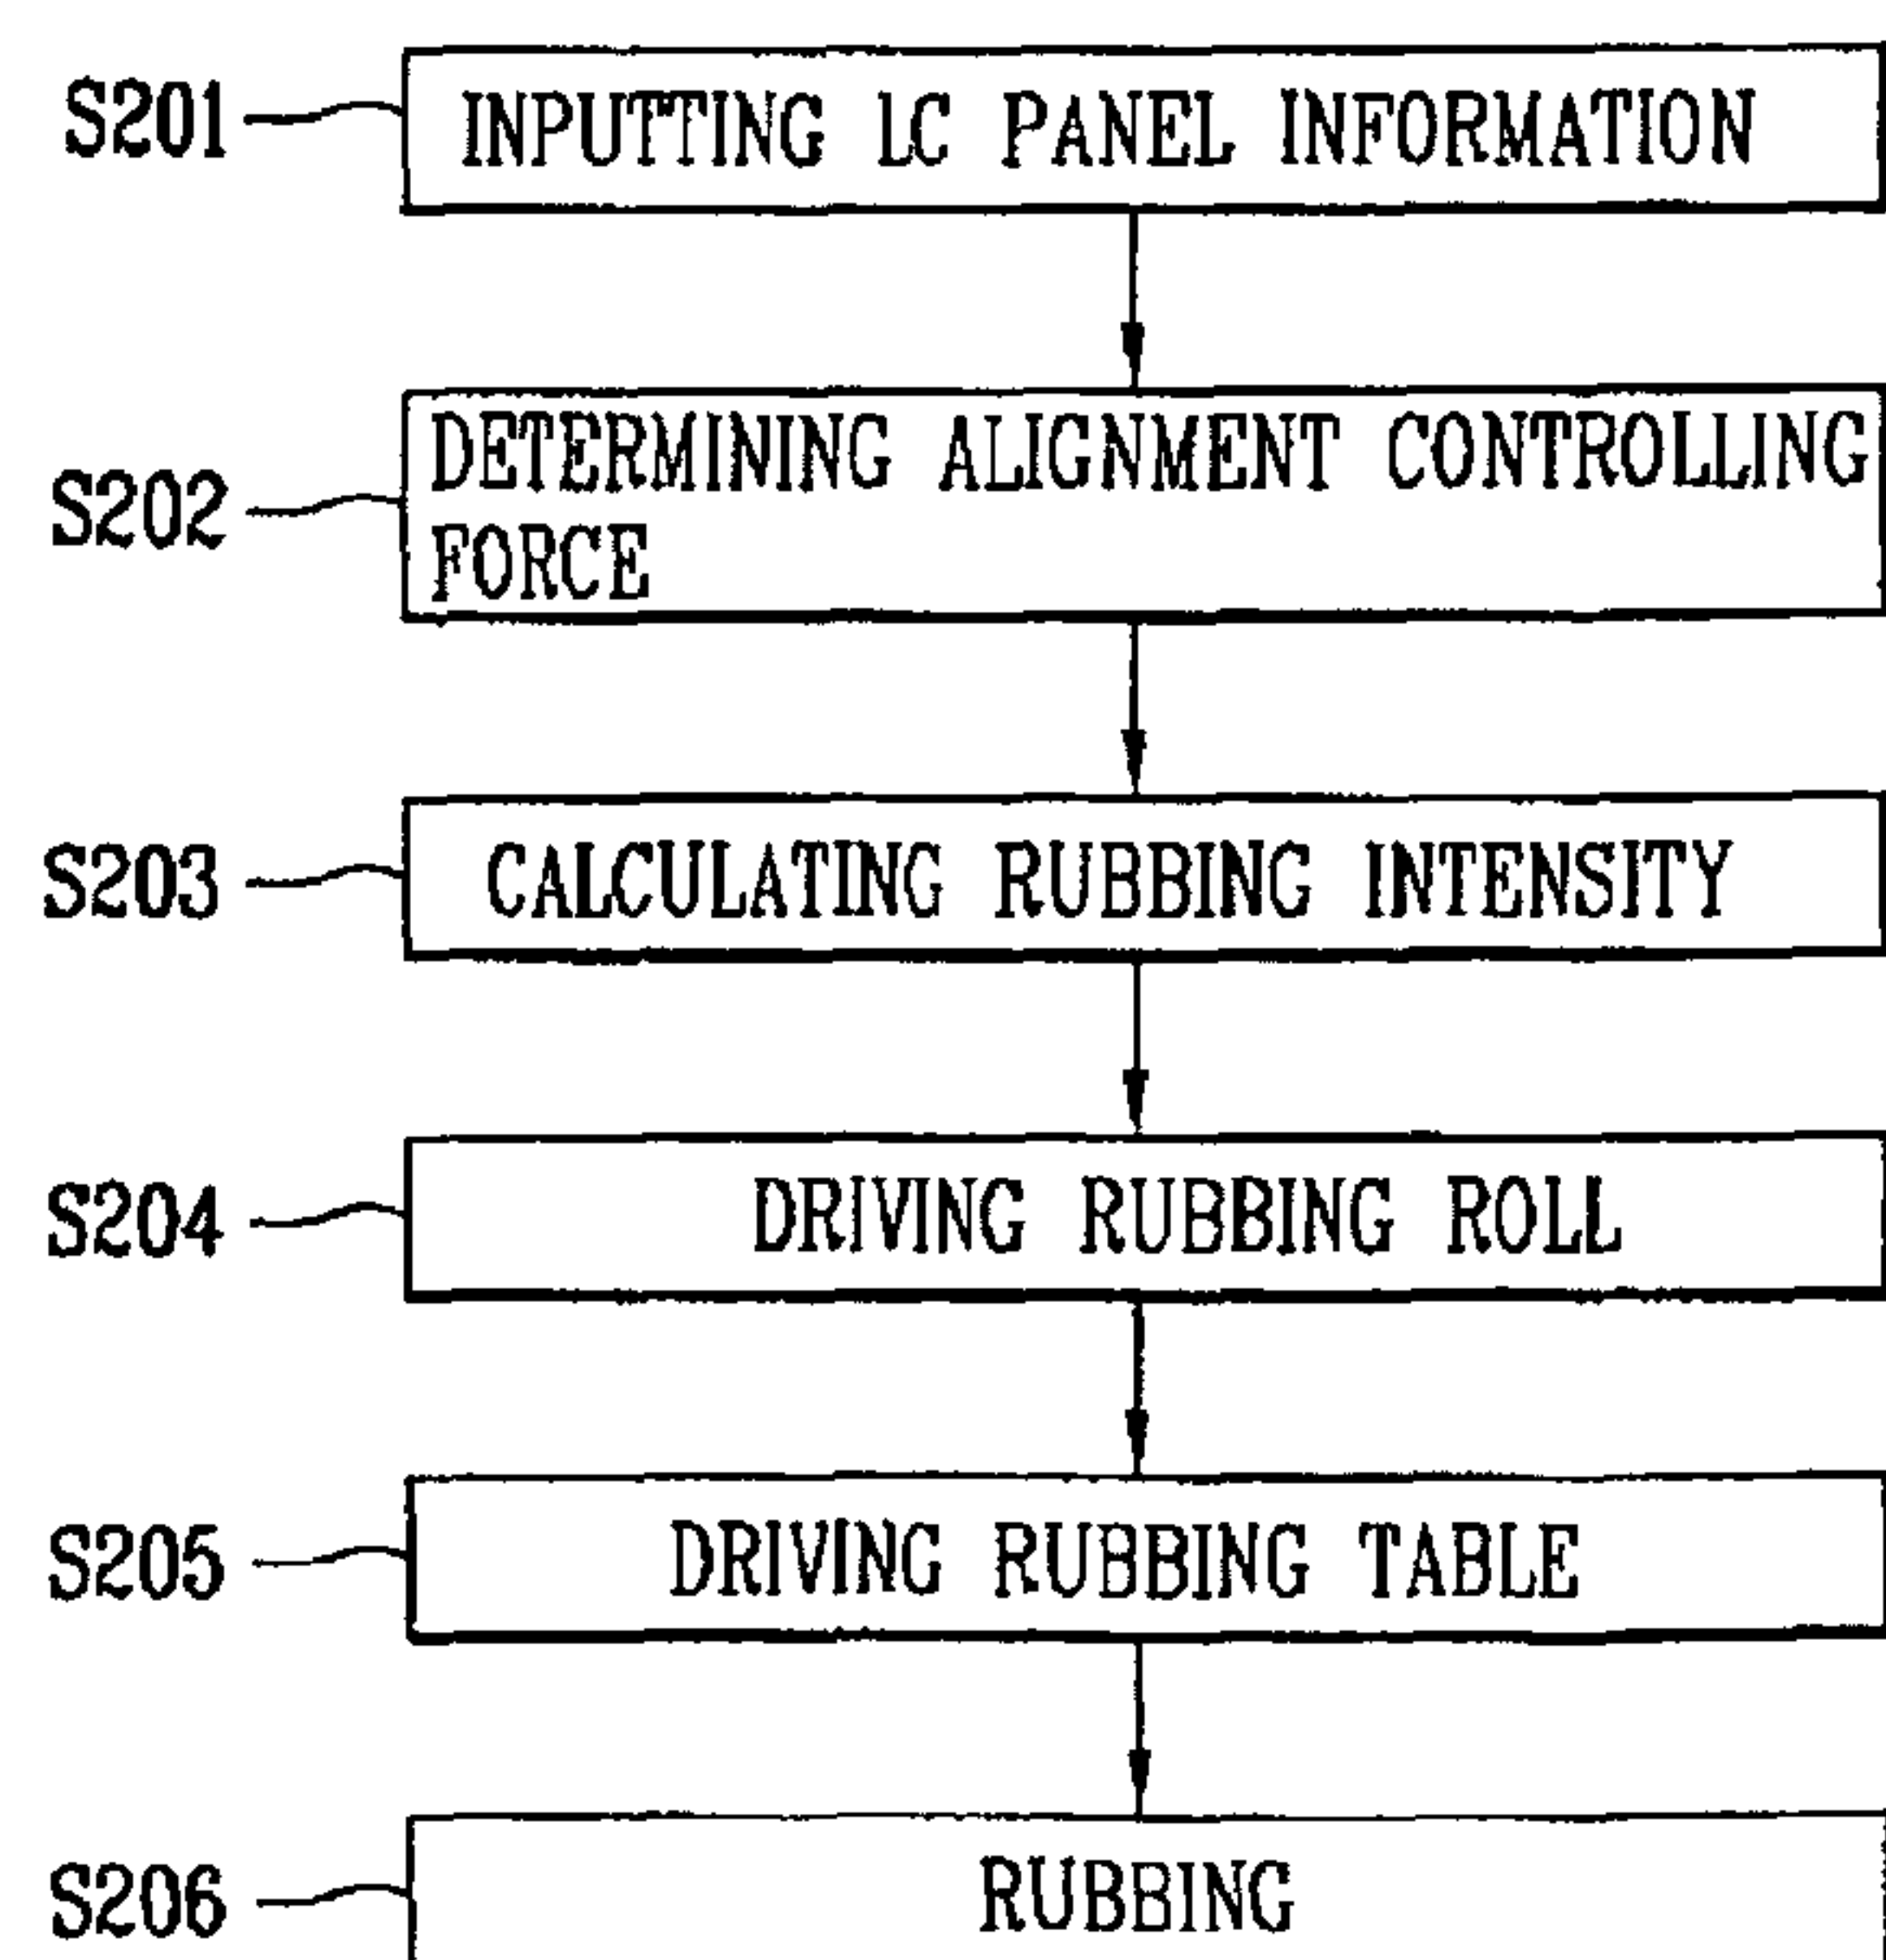 S201 INPUTTING LC PANEL INFORMATION
S202 DETERMINING ALIGNMENT CONTROLLING
FORCE
S203 CALCULATING RUBBING INTENSITY
S204 DRIVING RUBBING ROLL
S205 DRIVING RUBBING TABLE
S206 RUBBING